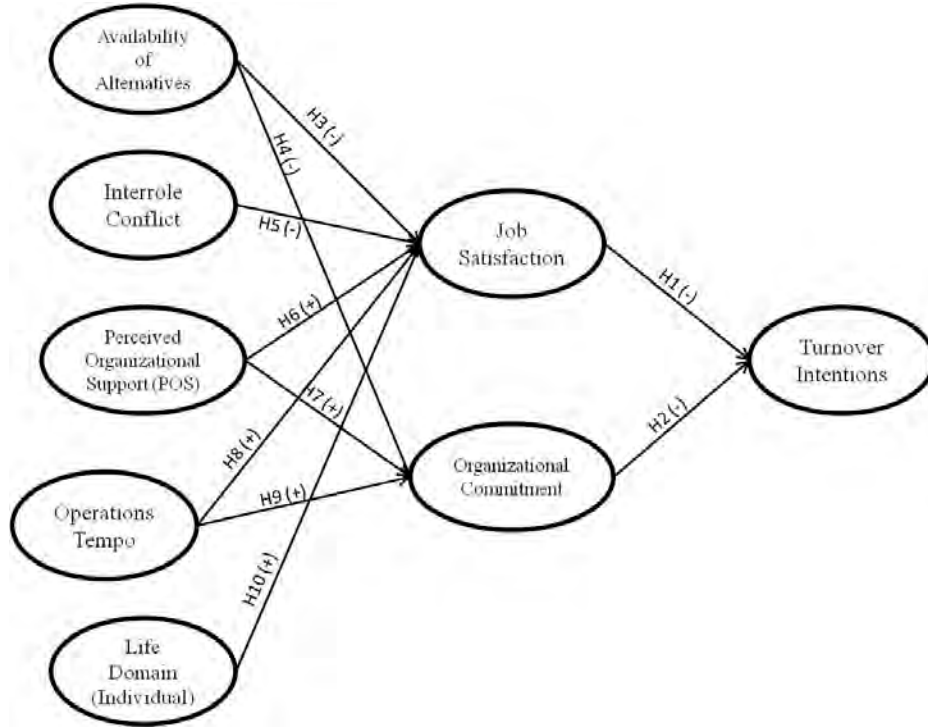 Availability
of
Alternatives
H3 (-)
H4 (-)
Interrole
Conflict
H5 (-)
Job
Satisfaction
H1 (-)
H6 (+)
Perceived
Organizational
Support (POS)
Turnover
Intentions
H7 (+)
H2 (-)
H8 (+)
Organizational
Commitment
H9 (+)
Operations
Tempo
H10 (+)
Life
Domain
(Individual)